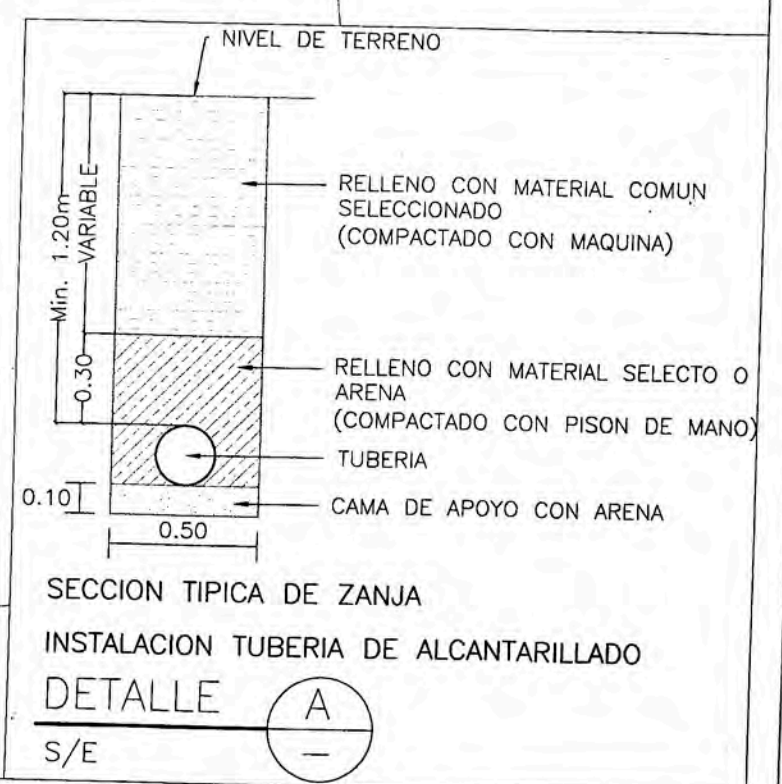 NIVEL DE TERRENO
Min. 1.20m
VARIABLE
RELLENO CON MATERIAL COMUN
SELECCIONADO
(COMPACTADO CON MAQUINA)
0.30
RELLENO CON MATERIAL SELECTO O
ARENA
(COMPACTADO CON PISON DE MANO)
TUBERIA
0.10
CAMA DE APOYO CON ARENA
0.50
SECCION TIPICA DE ZANJA
INSTALACION TUBERIA DE ALCANTARILLADO
DETALLE A
S/E —